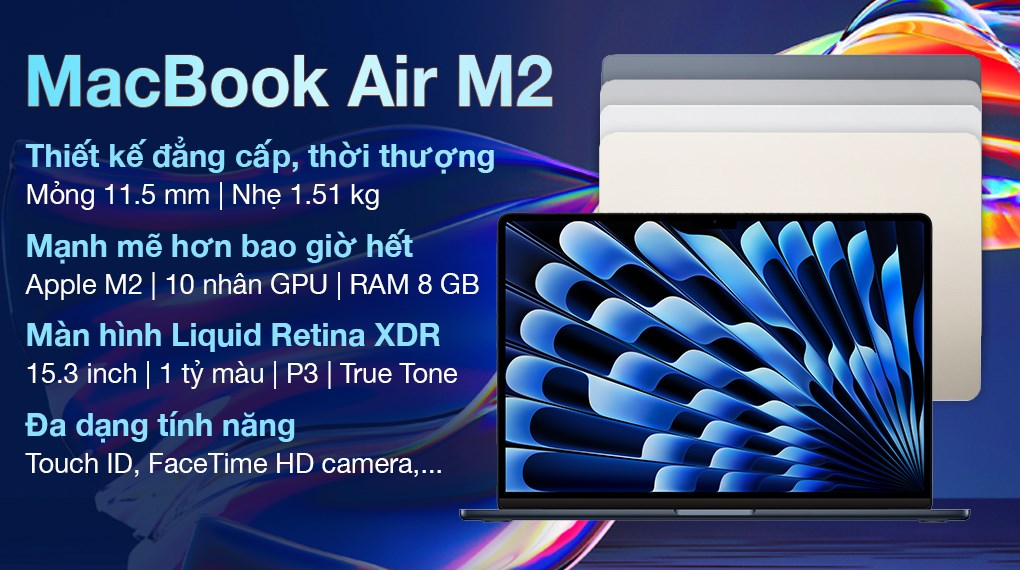 MacBook Air M2
Thiết kế đẳng cấp, thời thượng
Mỏng 11.5 mm | Nhẹ 1.51 kg
Mạnh mẽ hơn bao giờ hết
Apple M2 | 10 nhân GPU | RAM 8 GB
Màn hình Liquid Retina XDR
15.3 inch | 1 tỷ màu | P3 | True Tone
Đa dạng tính năng
Touch ID, FaceTime HD camera,...